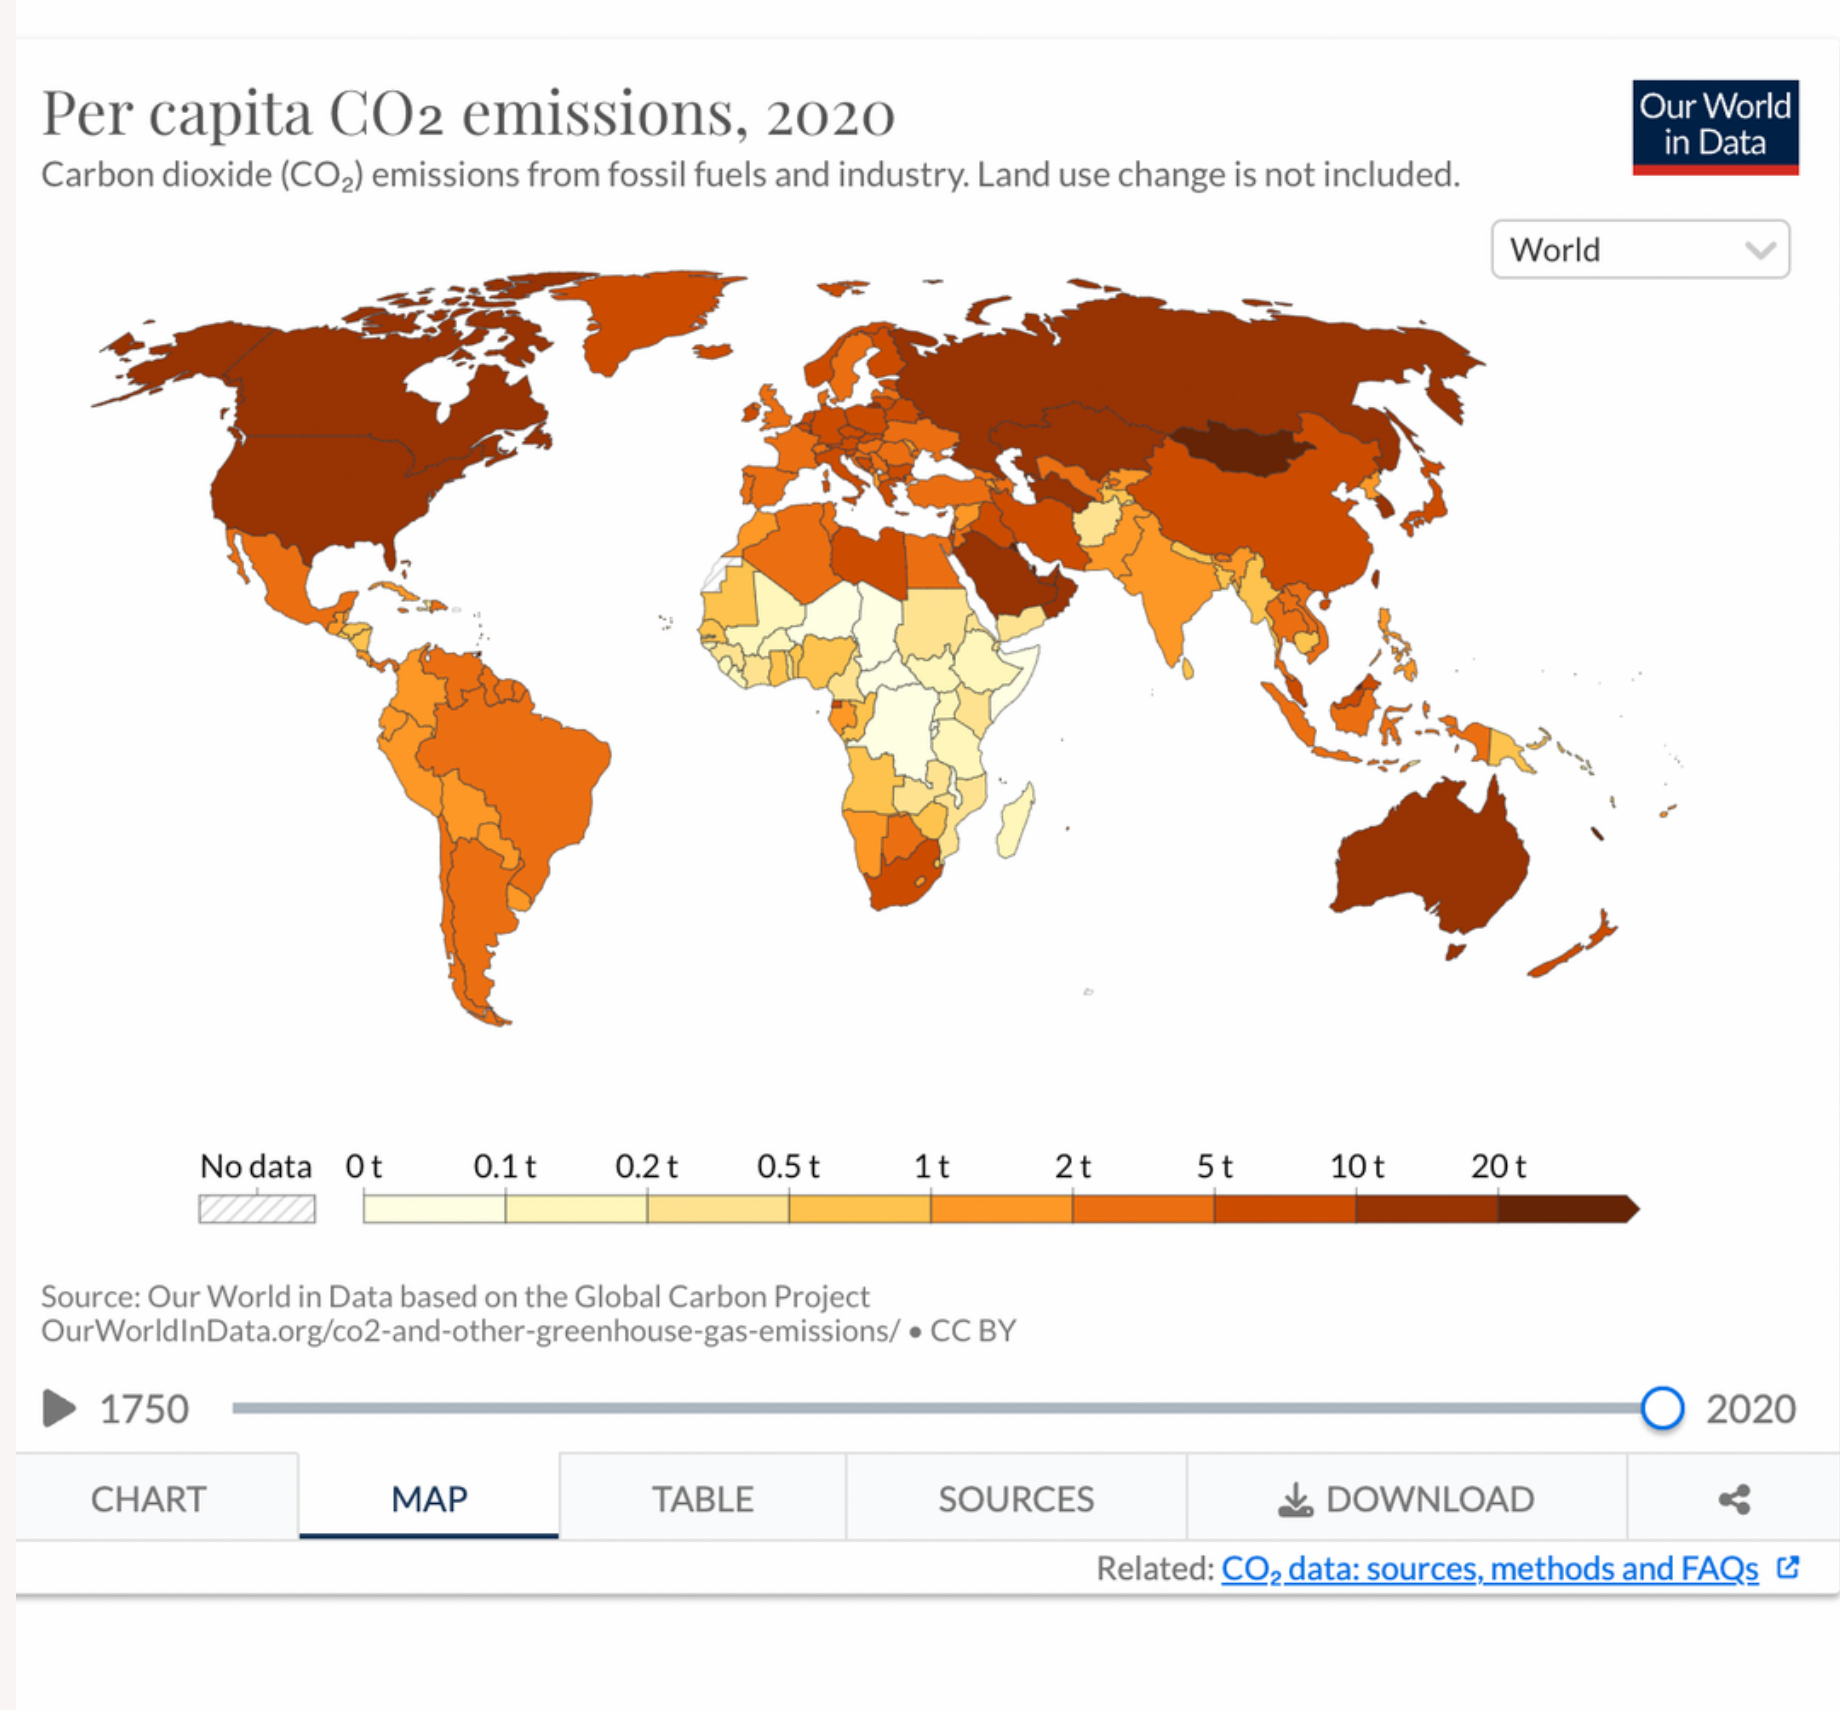 Per capita CO2 emissions, 2020
Our World
in Data
Carbon dioxide (CO₂) emissions from fossil fuels and industry. Land use change is not included.
World
No data 0 t 0.1 t 0.2 t 0.5 t 1 t 2 t 5 t 10 t 20 t
Source: Our World in Data based on the Global Carbon Project
OurWorldInData.org/co2-and-other-greenhouse-gas-emissions/ • CC BY
1750 2020
CHART MAP TABLE SOURCES DOWNLOAD
Related: CO₂ data: sources, methods and FAQs